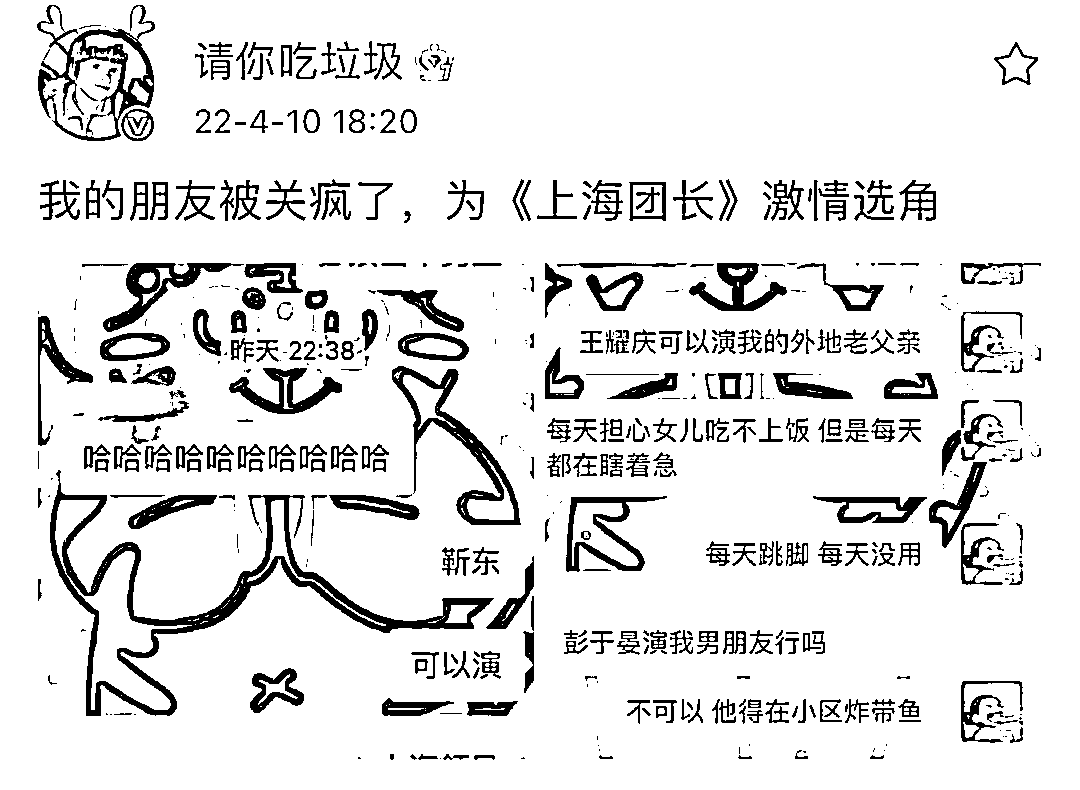 请你吃垃圾
22-4-10 18:20
我的朋友被关疯了，为《上海团长》激情选角
昨天 22:38
哈哈哈哈哈哈哈哈哈哈
靳东
可以演
王耀庆可以演我的外地老父亲
每天担心女儿吃不上饭 但是每天
都在瞎着急
每天跳脚 每天没用
彭于晏演我男朋友行吗
不可以 他得在小区炸带鱼